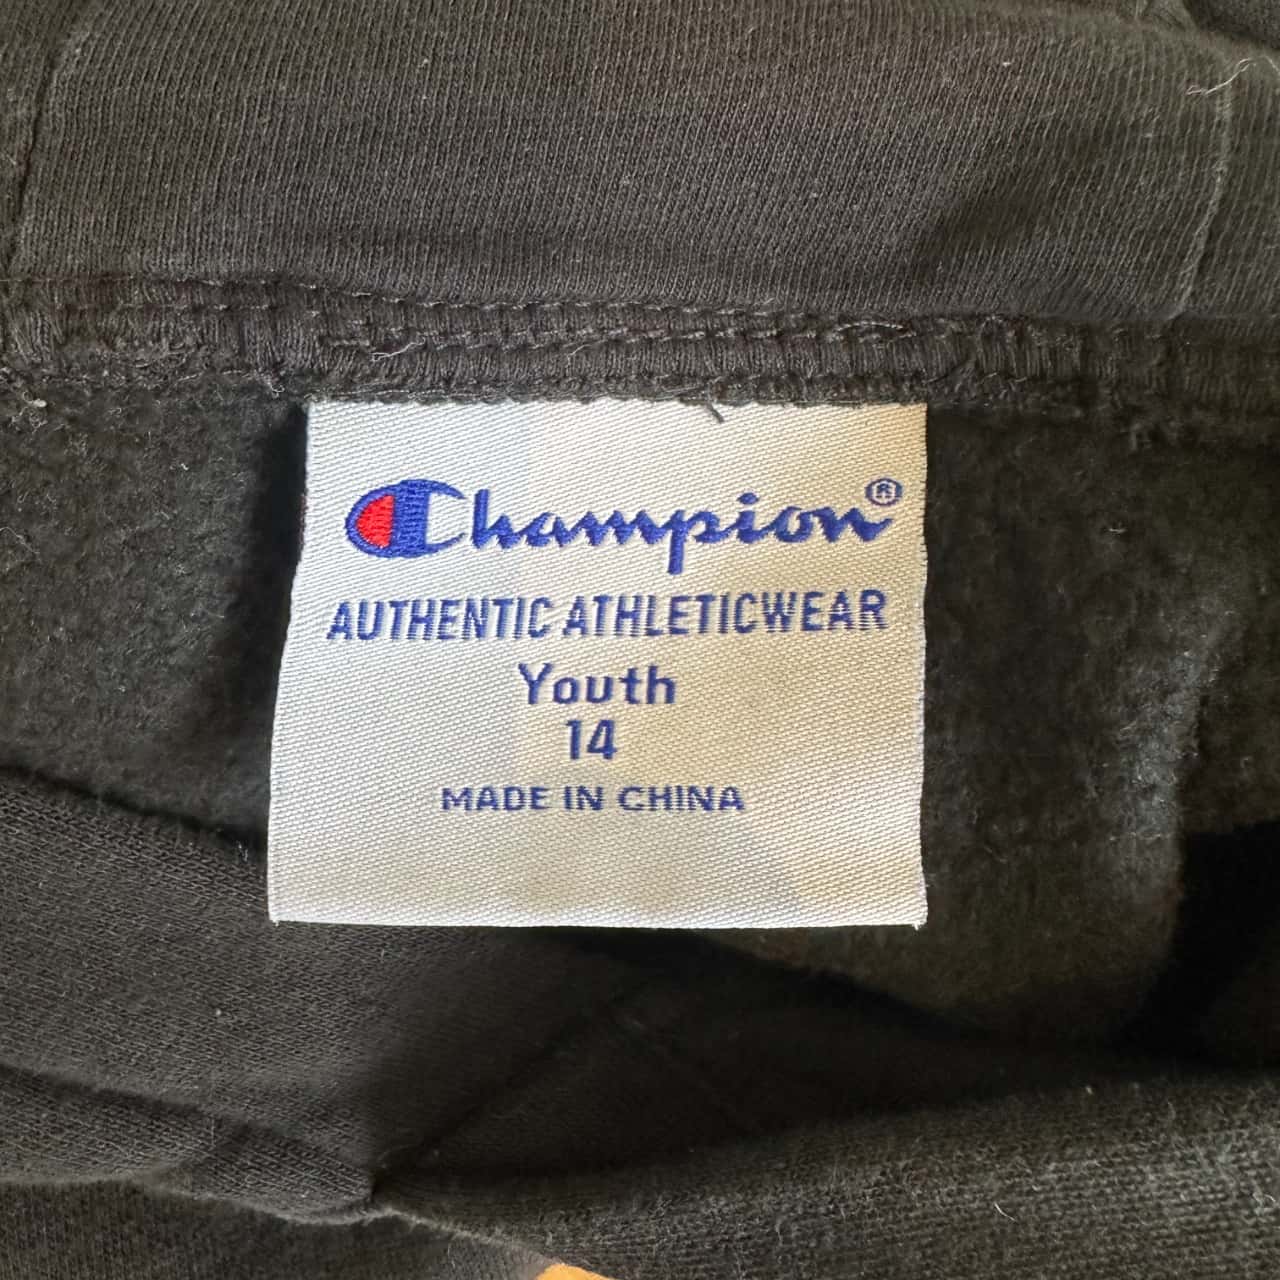 Champion®
AUTHENTIC ATHLETICWEAR
Youth
14
MADE IN CHINA